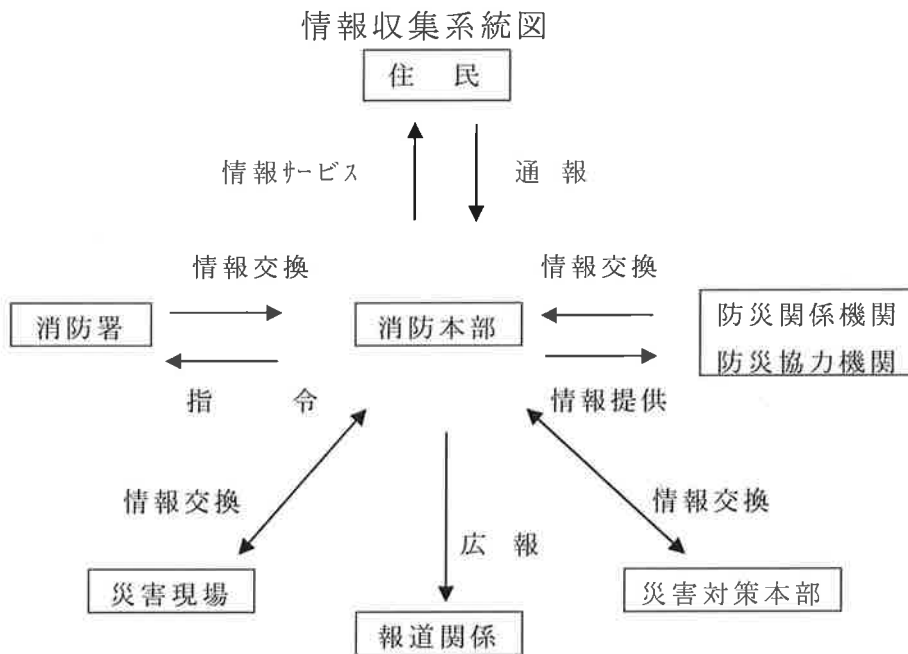 情報収集系統図
住　民
情報サービス
通 報
情報交換
情報交換
消防署
消防本部
防災関係機関
防災協力機関
指　令
情報提供
情報交換
情報交換
広 報
災害現場
災害対策本部
報道関係